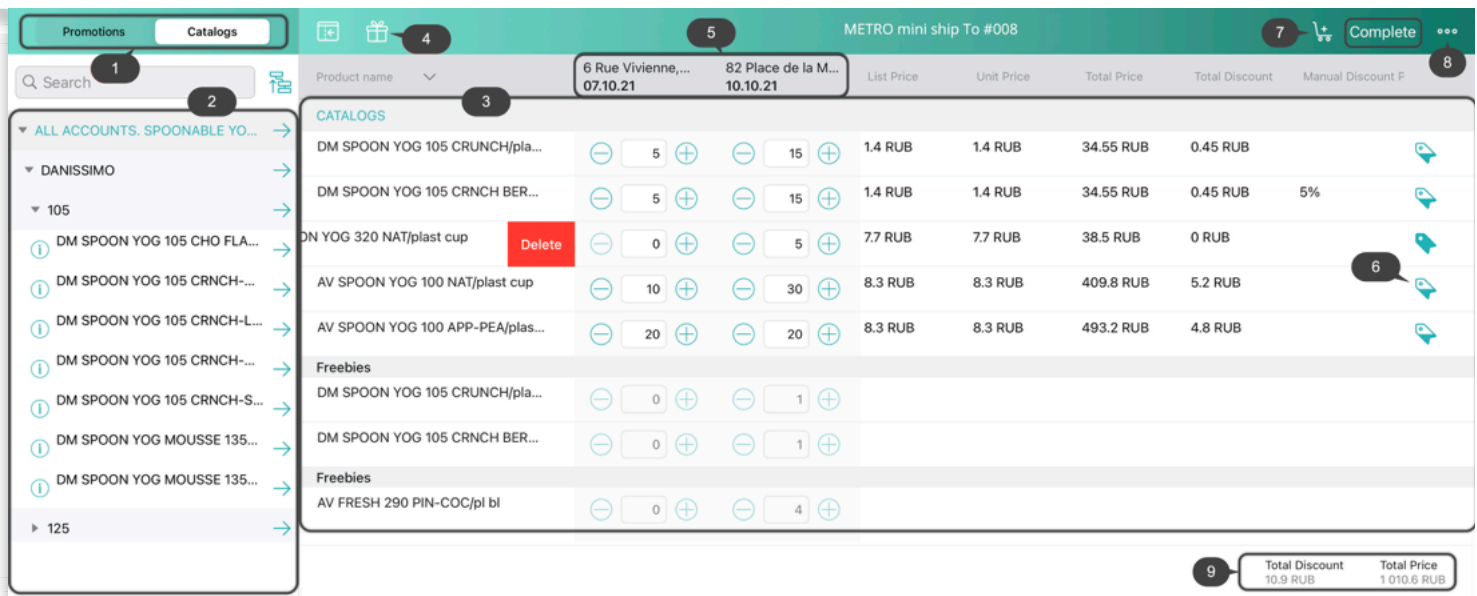 Promotions Catalogs
1
4
5
METRO mini ship To #008
7
Complete
8
Search
2
Product name
6 Rue Vivienne,...
07.10.21
82 Place de la M...
10.10.21
List Price
Unit Price
Total Price
Total Discount
Manual Discount F
3
ALL ACCOUNTS. SPOONABLE YO...
DANISSIMO
105
DM SPOON YOG 105 CHO FLA...
DM SPOON YOG 105 CRNCH-...
DM SPOON YOG 105 CRNCH-L...
DM SPOON YOG 105 CRNCH-...
DM SPOON YOG 105 CRNCH-S...
DM SPOON YOG MOUSSE 135...
DM SPOON YOG MOUSSE 135...
125
CATALOGS
DM SPOON YOG 105 CRUNCH/pla... 5 15 1.4 RUB 1.4 RUB 34.55 RUB 0.45 RUB
DM SPOON YOG 105 CRNCH BER... 5 15 1.4 RUB 1.4 RUB 34.55 RUB 0.45 RUB 5%
ON YOG 320 NAT/plast cup Delete 0 5 7.7 RUB 7.7 RUB 38.5 RUB 0 RUB
6
AV SPOON YOG 100 NAT/plast cup 10 30 8.3 RUB 8.3 RUB 409.8 RUB 5.2 RUB
AV SPOON YOG 100 APP-PEA/plas... 20 20 8.3 RUB 8.3 RUB 493.2 RUB 4.8 RUB
Freebies
DM SPOON YOG 105 CRUNCH/pla... 0 1
DM SPOON YOG 105 CRNCH BER... 0 1
Freebies
AV FRESH 290 PIN-COC/pl bl 0 4
9
Total Discount Total Price
10.9 RUB 1 010.6 RUB